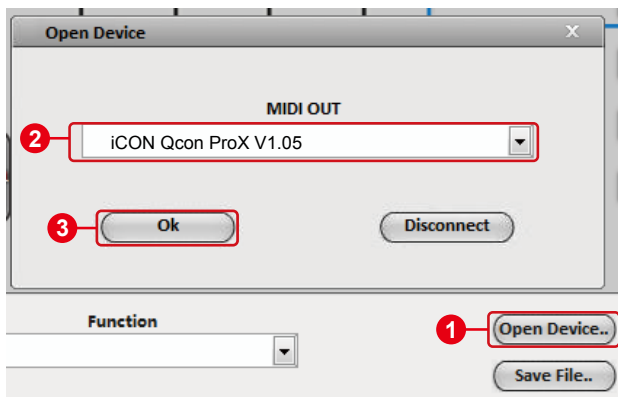 Open Device
X
MIDI OUT
2
iCON Qcon ProX V1.05
3
Ok
Disconnect
Function
1
Open Device..
Save File..